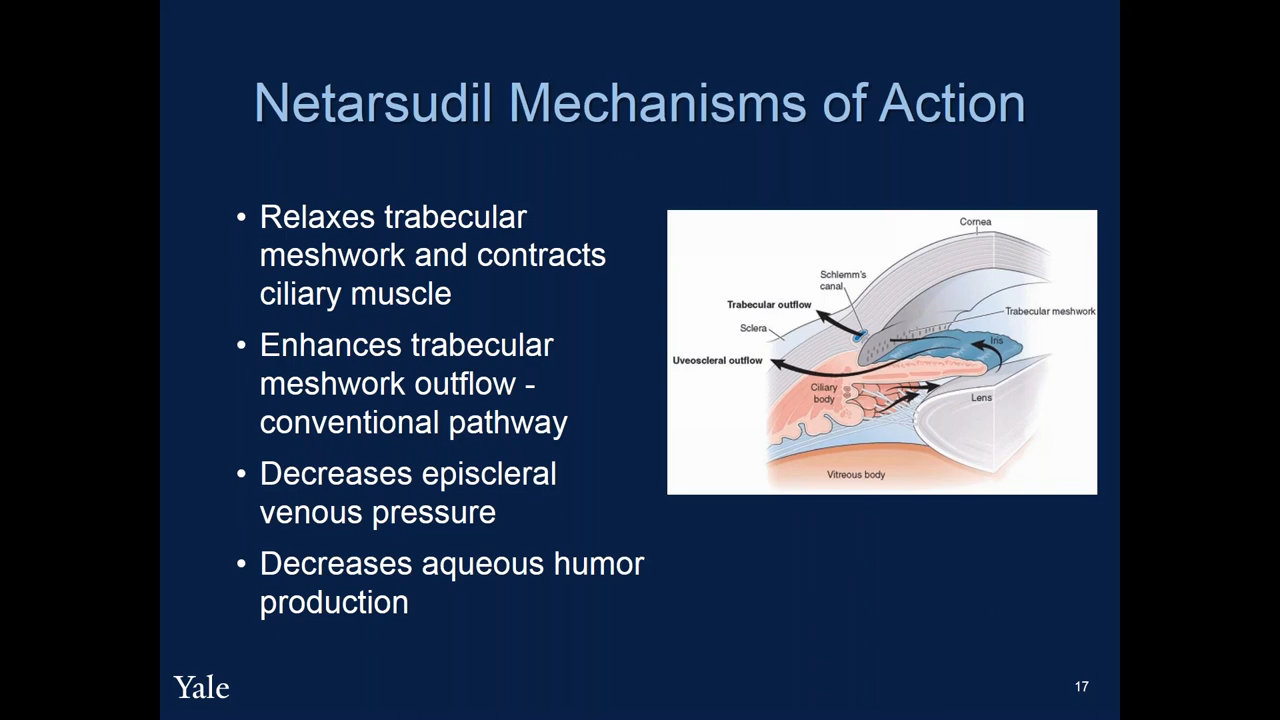 Netarsudil Mechanisms of Action
• Relaxes trabecular
meshwork and contracts
ciliary muscle
• Enhances trabecular
meshwork outflow -
conventional pathway
• Decreases episcleral
venous pressure
• Decreases aqueous humor
production
Cornea
Schlemm's
canal
Trabecular outflow
Trabecular meshwork
Sclera
Iris
Uveoscleral outflow
Ciliary
body
Lens
Vitreous body
Yale
17